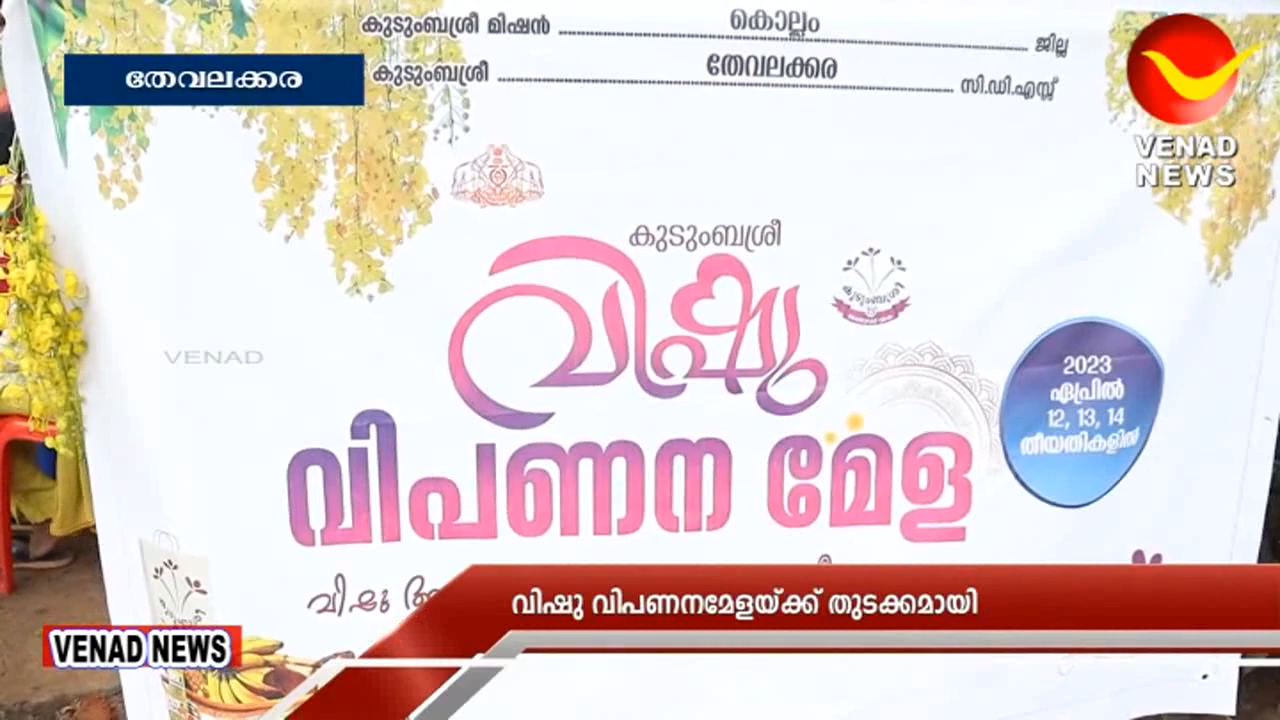 കുടുംബശ്രീ മിഷൻ കൊല്ലം ജില്ല
കുടുംബശ്രീ തേവലക്കര സി.ഡി.എസ്സ്
തേവലക്കര
VENAD
NEWS
കുടുംബശ്രീ
വിഷു
കുടുംബശ്രീ
VENAD
വിപണന മേള
2023
ഏപ്രിൽ
12, 13, 14
തീയതികളിൽ
വിഷു
വിഷു വിപണനമേളയ്ക്ക് തുടക്കമായി
VENAD NEWS